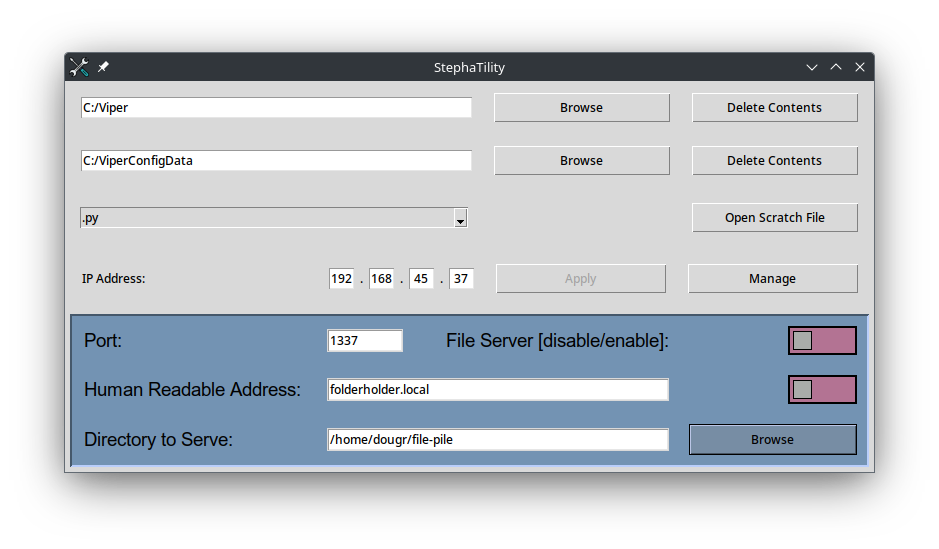 StephaTility
C:/Viper Browse Delete Contents
C:/ViperConfigData Browse Delete Contents
.py Open Scratch File
IP Address: 192 . 168 . 45 . 37 Apply Manage
Port: 1337 File Server [disable/enable]:
Human Readable Address: folderholder.local
Directory to Serve: /home/dougr/file-pile Browse